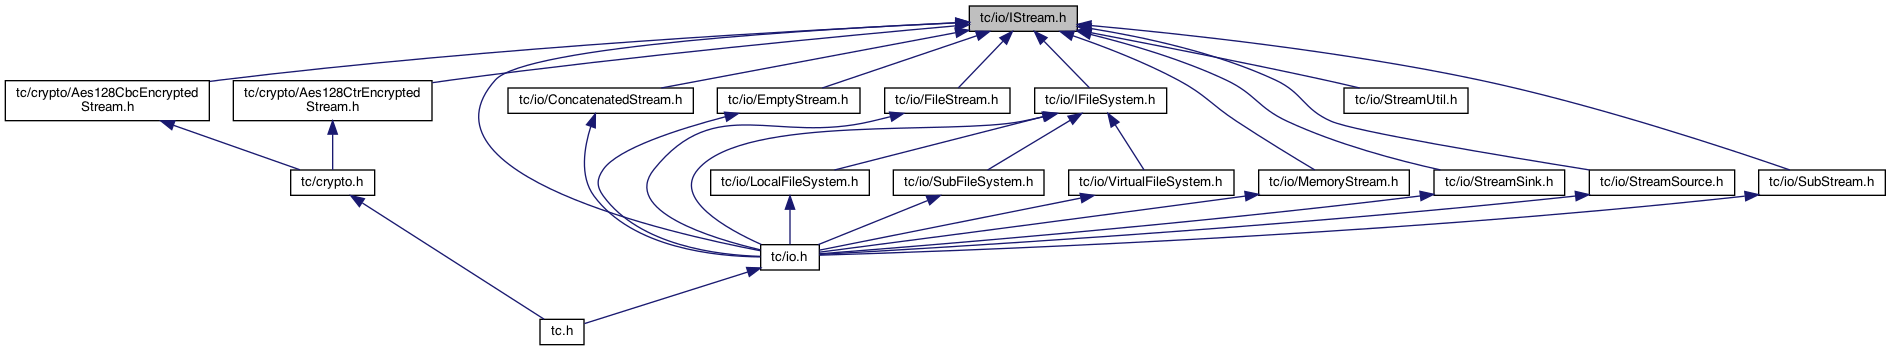 tc/io/IStream.h
tc/crypto/Aes128CbcEncrypted
Stream.h
tc/crypto/Aes128CtrEncrypted
Stream.h
tc/io/ConcatenatedStream.h
tc/io/EmptyStream.h
tc/io/FileStream.h
tc/io/IFileSystem.h
tc/io/StreamUtil.h
tc/crypto.h
tc/io/LocalFileSystem.h
tc/io/SubFileSystem.h
tc/io/VirtualFileSystem.h
tc/io/MemoryStream.h
tc/io/StreamSink.h
tc/io/StreamSource.h
tc/io/SubStream.h
tc/io.h
tc.h